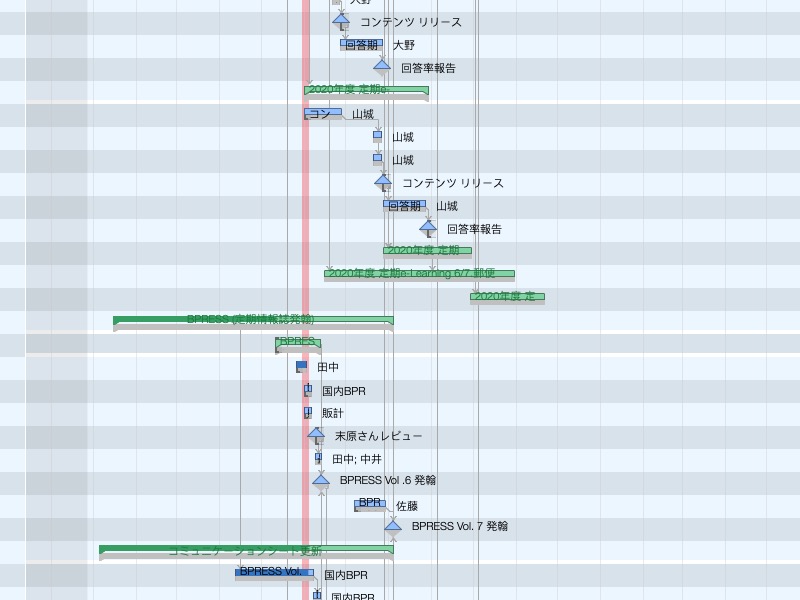 大野
コンテンツ リリース
回答期 大野
回答率報告
2020年度 定期e-
コン 山城
山城
山城
コンテンツ リリース
回答期 山城
回答率報告
2020年度 定期
2020年度 定期e-Learning 6/7 郵便
2020年度 定
BPRESS (定期情報誌発翰)
BPRES
田中
国内BPR
販計
末原さんレビュー
田中; 中井
BPRESS Vol .6 発翰
BPR 佐藤
BPRESS Vol. 7 発翰
コミュニケーションシート更新
BPRESS Vol. 国内BPR
国内BPR